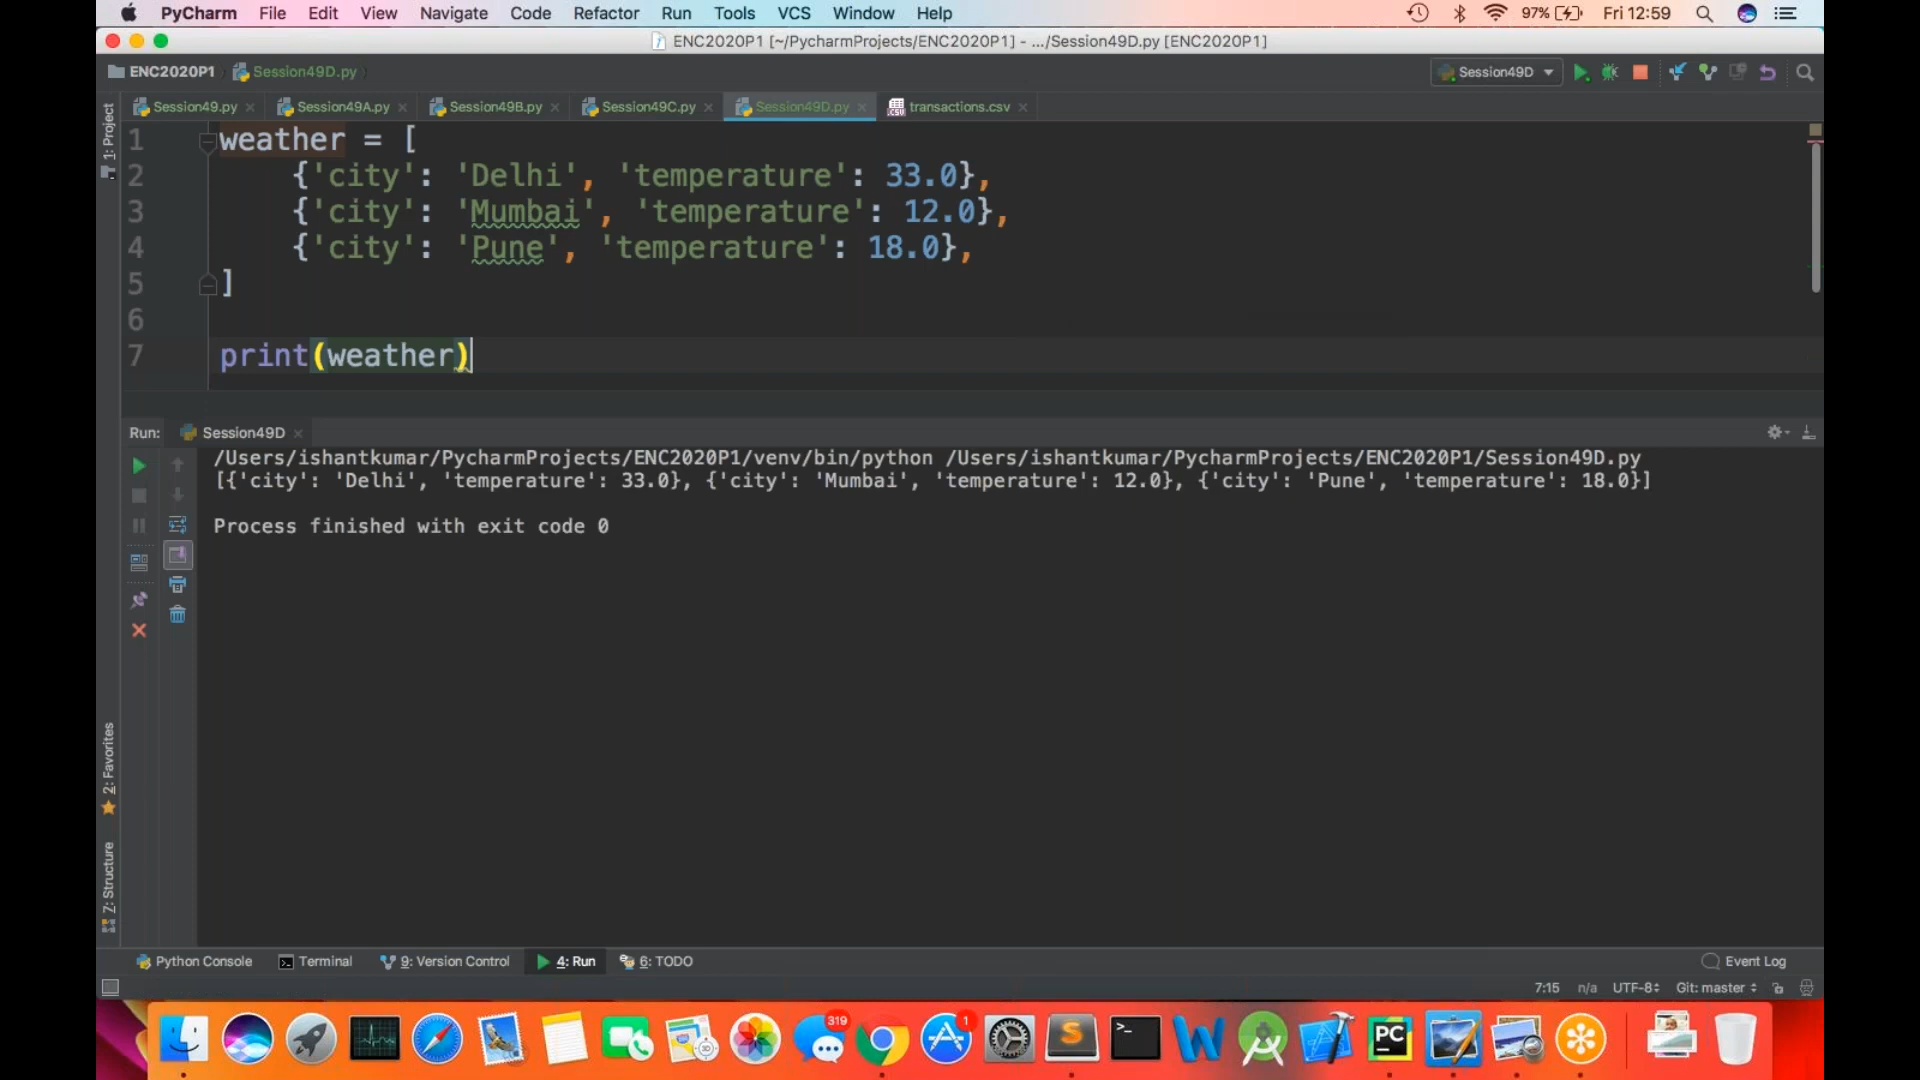 PyCharm File Edit View Navigate Code Refactor Run Tools VCS Window Help 97% Fri 12:59
ENC2020P1 [~/PycharmProjects/ENC2020P1] - .../Session49D.py [ENC2020P1]
ENC2020P1 Session49D.py Session49D
Session49.py Session49A.py Session49B.py Session49C.py Session49D.py transactions.csv
1: Project
1 weather = [
2 {'city': 'Delhi', 'temperature': 33.0},
3 {'city': 'Mumbai', 'temperature': 12.0},
4 {'city': 'Pune', 'temperature': 18.0},
5 ]
6
7 print(weather)
Run: Session49D
/Users/ishantkumar/PycharmProjects/ENC2020P1/venv/bin/python /Users/ishantkumar/PycharmProjects/ENC2020P1/Session49D.py
[{'city': 'Delhi', 'temperature': 33.0}, {'city': 'Mumbai', 'temperature': 12.0}, {'city': 'Pune', 'temperature': 18.0}]
Process finished with exit code 0
2: Favorites
Z: Structure
Python Console Terminal 9: Version Control 4: Run 6: TODO Event Log
7:15 n/a UTF-8 Git: master
319 1 PC